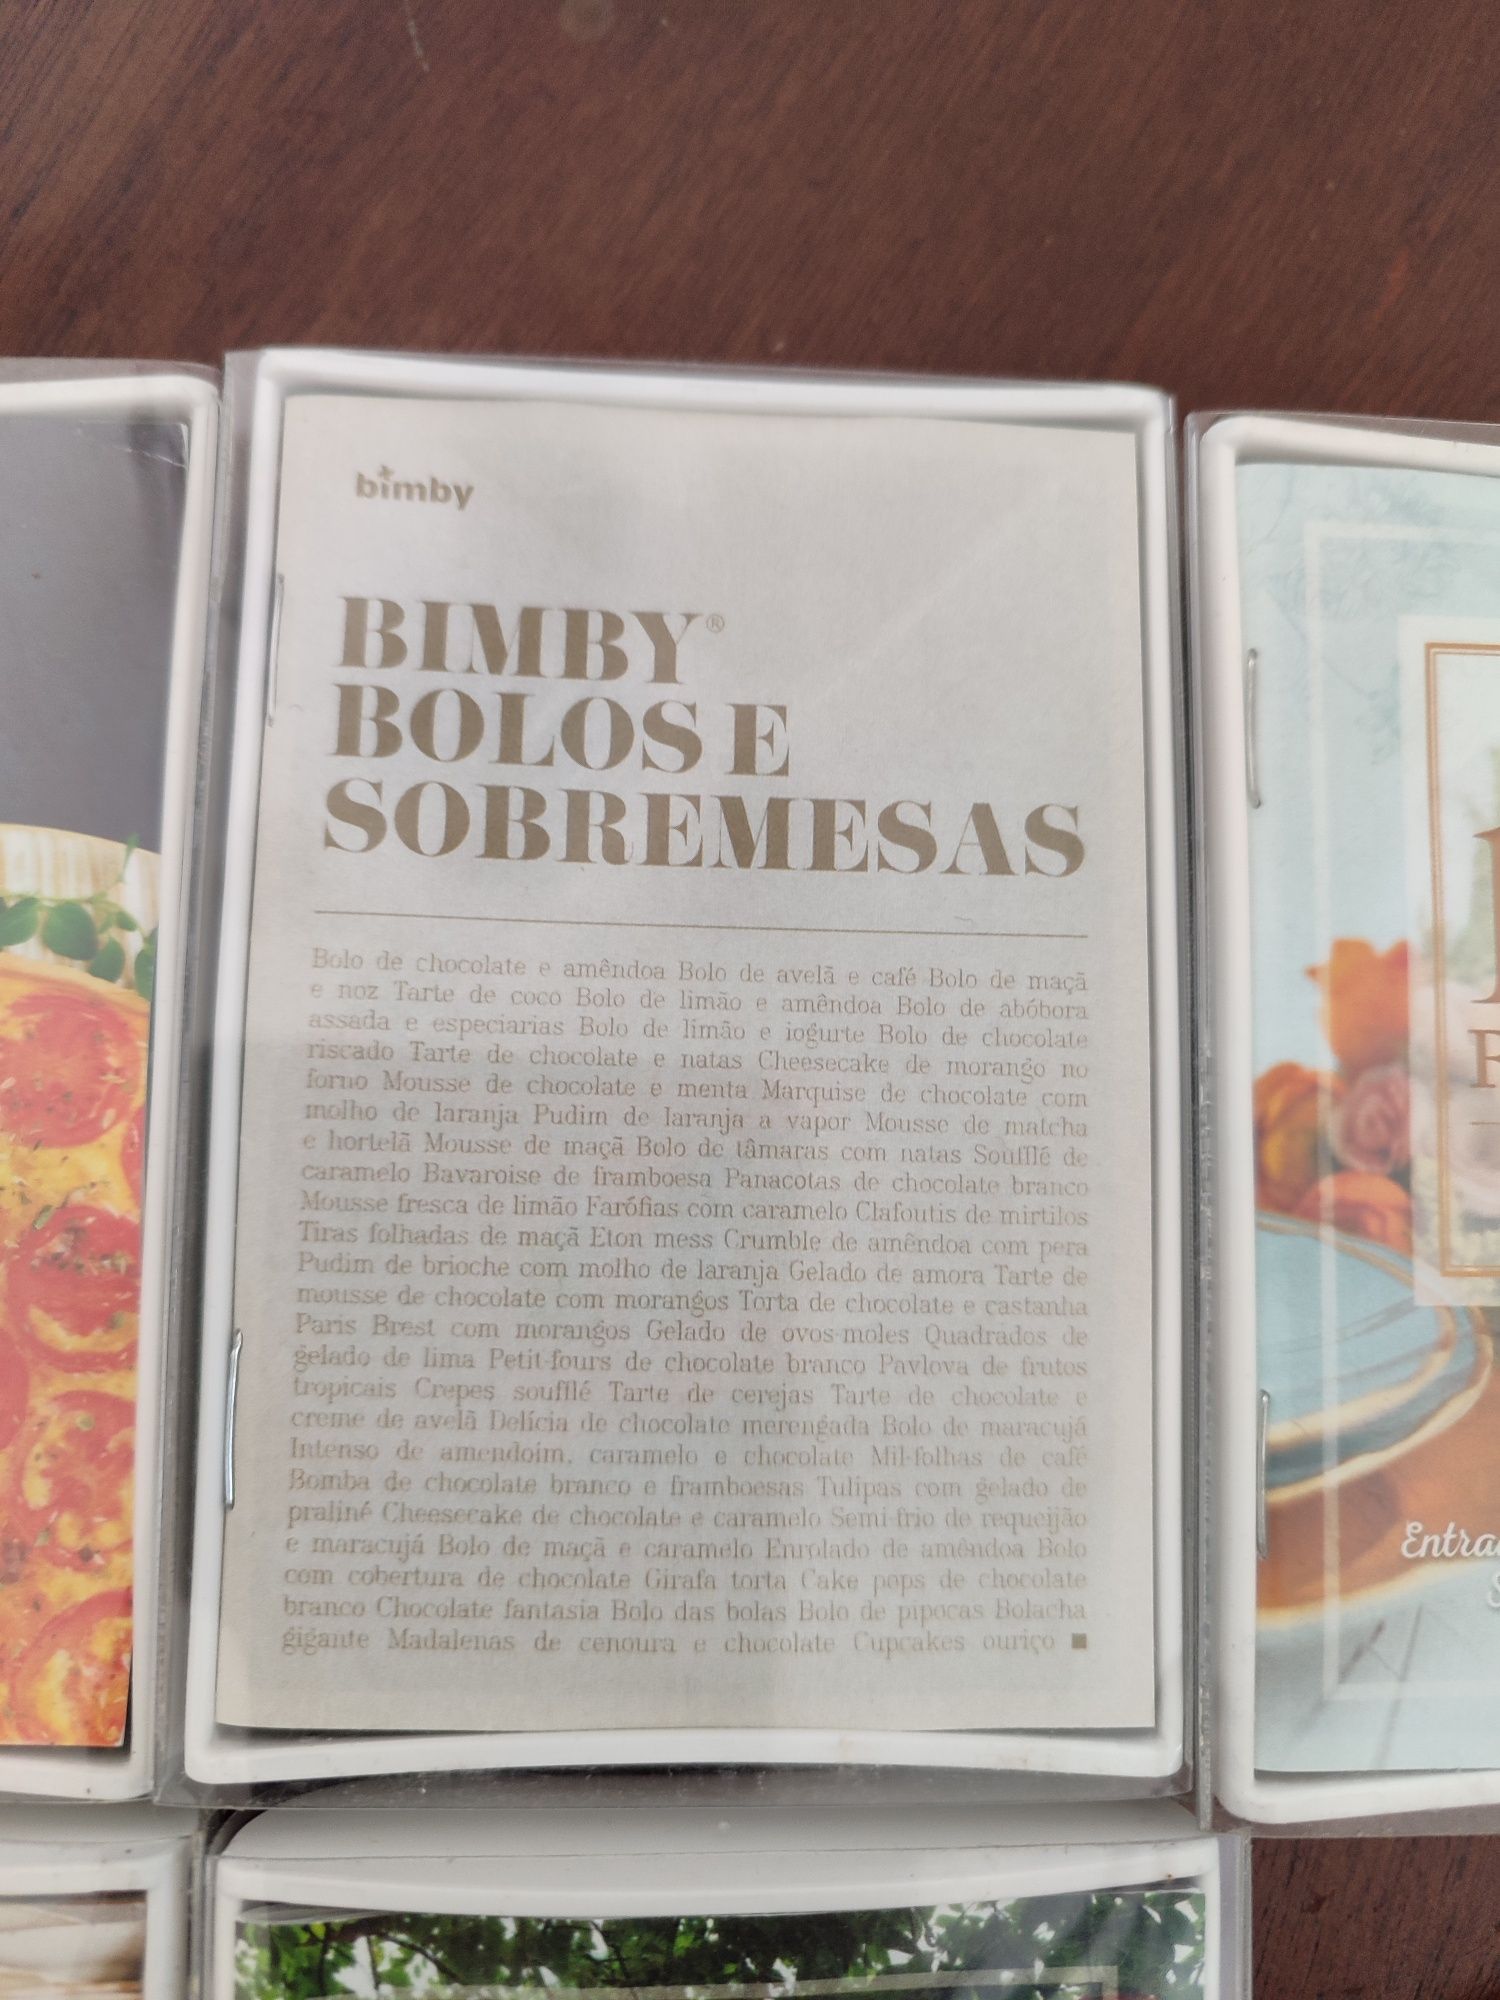 bimby
BIMBY®
BOLOS E
SOBREMESAS
Bolo de chocolate e amêndoa Bolo de avelã e café Bolo de maçã
e noz Tarte de coco Bolo de limão e amêndoa Bolo de abóbora
assada e especiarias Bolo de limão e iogurte Bolo de chocolate
riscado Tarte de chocolate e natas Cheesecake de morango no
forno Mousse de chocolate e menta Marquise de chocolate com
molho de laranja Pudim de laranja a vapor Mousse de matcha
e hortelã Mousse de maçã Bolo de tâmaras com natas Soufflé de
caramelo Bavaroise de framboesa Panacotas de chocolate branco
Mousse fresca de limão Farófias com caramelo Clafoutis de mirtilos
Tiras folhadas de maçã Eton mess Crumble de amêndoa com pera
Pudim de brioche com molho de laranja Gelado de amora Tarte de
mousse de chocolate com morangos Torta de chocolate e castanha
Paris Brest com morangos Gelado de ovos-moles Quadrados de
gelado de lima Petit-fours de chocolate branco Pavlova de frutos
tropicais Crepes soufflé Tarte de cerejas Tarte de chocolate e
creme de avelã Delícia de chocolate merengada Bolo de maracujá
Intenso de amendoim, caramelo e chocolate Mil-folhas de café
Bomba de chocolate branco e framboesas Tulipas com gelado de
praliné Cheesecake de chocolate e caramelo Semi-frio de requeijão
e maracujá Bolo de maçã e caramelo Enrolado de amêndoa Bolo
com cobertura de chocolate Girafa torta Cake pops de chocolate
branco Chocolate fantasia Bolo das bolas Bolo de pipocas Bolacha
gigante Madalenas de cenoura e chocolate Cupcakes ouriço ■